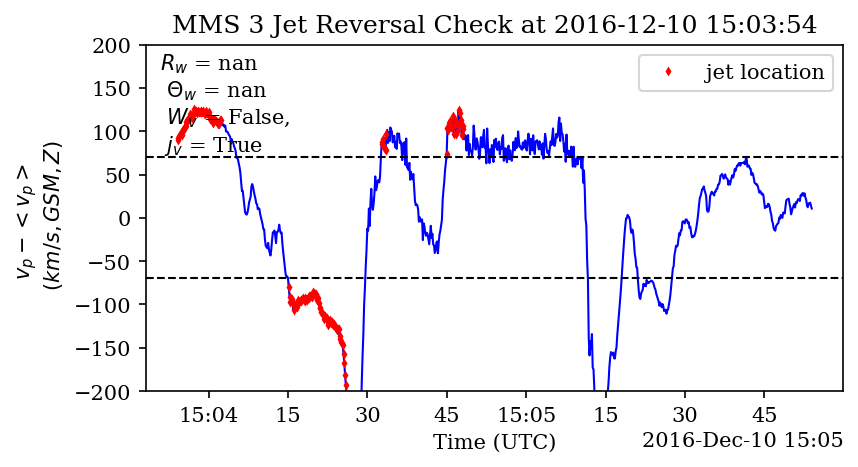 MMS 3 Jet Reversal Check at 2016-12-10 15:03:54
R_w = nan
Θ_w = nan
W_v = False,
j_v = True
jet location
v_p − < v_p >
(km/s, GSM, Z)
200
150
100
50
0
−50
−100
−150
−200
15:04 15 30 45 15:05 15 30 45
Time (UTC)
2016-Dec-10 15:05